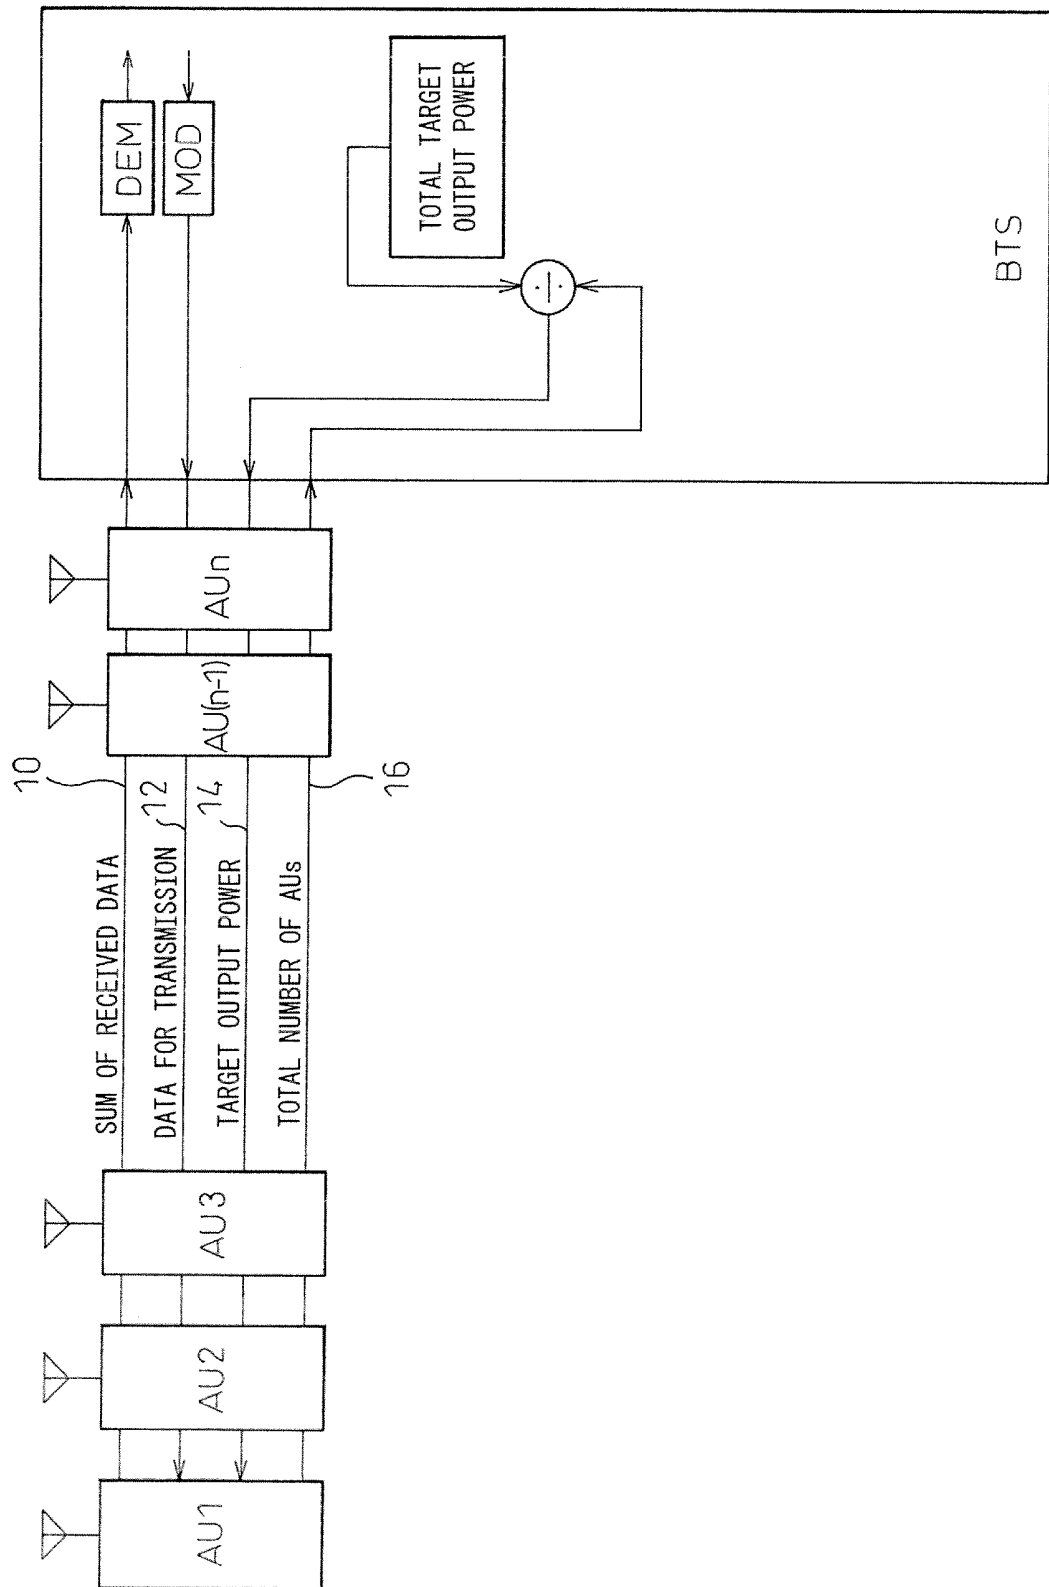 AU1
AU2
AU3
SUM OF RECEIVED DATA
10
DATA FOR TRANSMISSION
12
TARGET OUTPUT POWER
14
TOTAL NUMBER OF AUs
16
AU(n-1)
AUn
DEM
MOD
TOTAL TARGET
OUTPUT POWER
÷
BTS